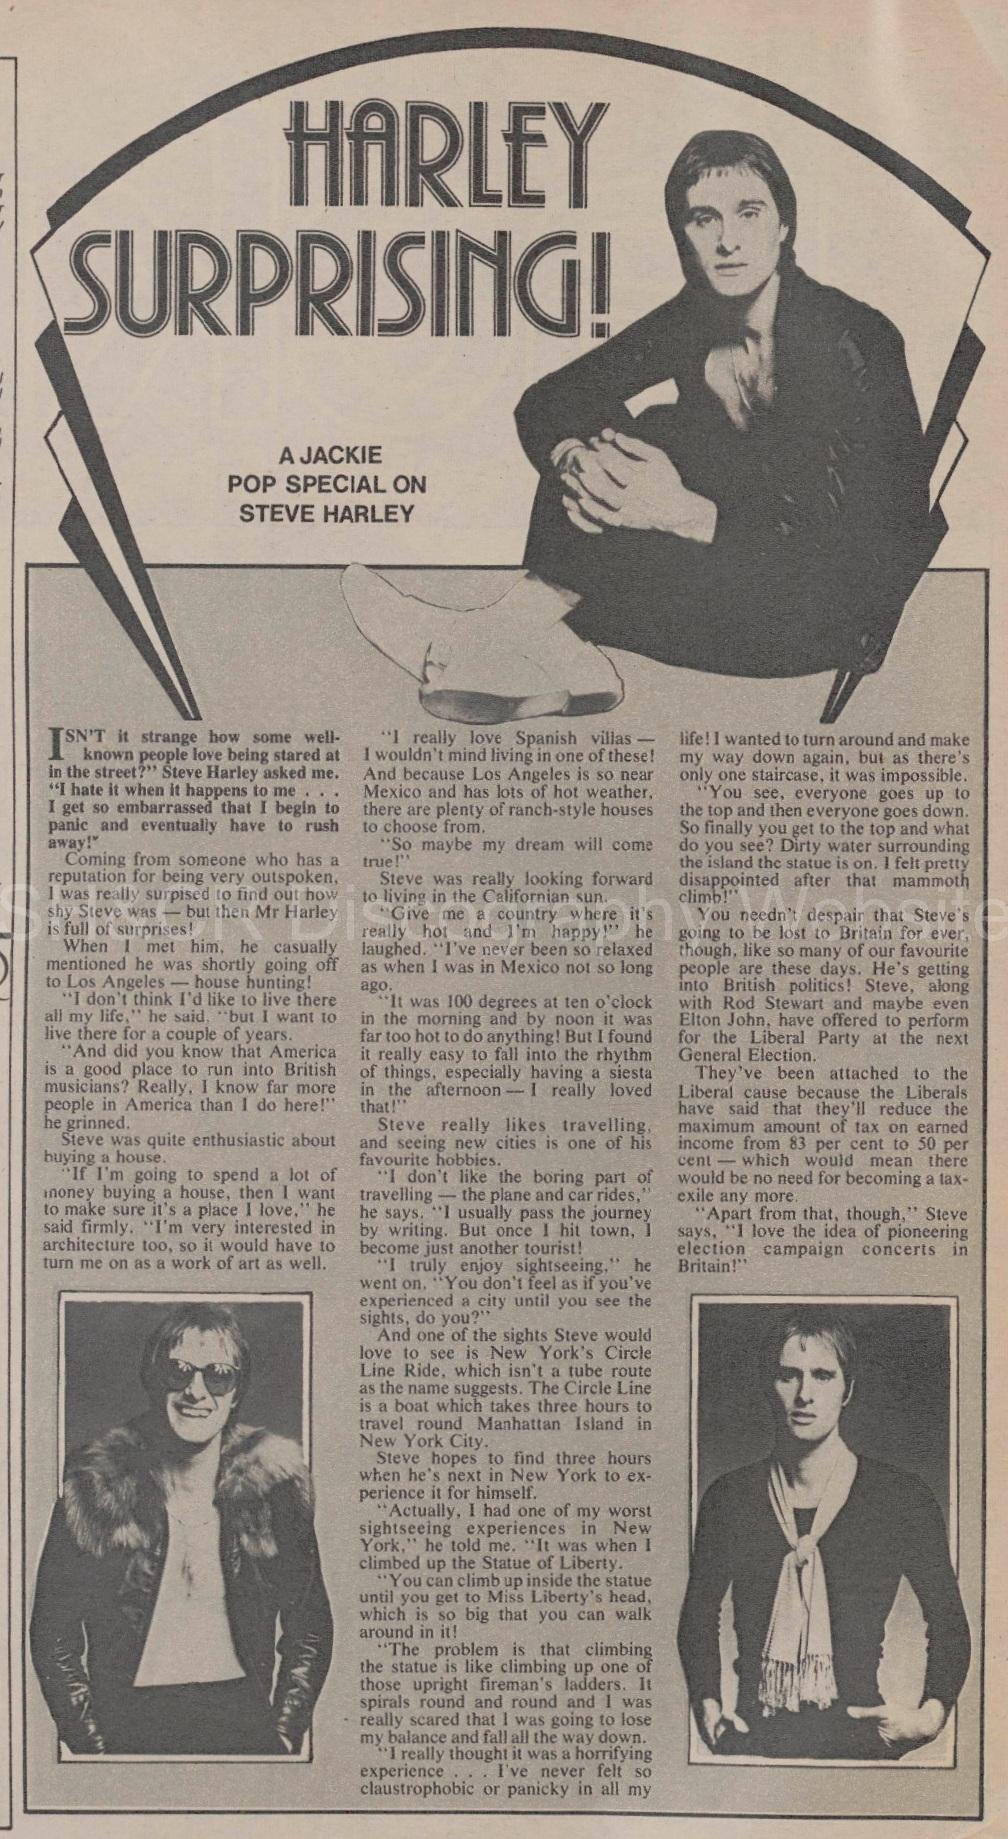 HARLEY
SURPRISING!
A JACKIE
POP SPECIAL ON
STEVE HARLEY
ISN'T it strange how some well-
known people love being stared at
in the street?" Steve Harley asked me.
"I hate it when it happens to me . . .
I get so embarrassed that I begin to
panic and eventually have to rush
away!"
Coming from someone who has a
reputation for being very outspoken,
I was really surpised to find out how
shy Steve was — but then Mr Harley
is full of surprises!
When I met him, he casually
mentioned he was shortly going off
to Los Angeles — house hunting!
"I don't think I'd like to live there
all my life," he said, "but I want to
live there for a couple of years.
"And did you know that America
is a good place to run into British
musicians? Really, I know far more
people in America than I do here!"
he grinned.
Steve was quite enthusiastic about
buying a house.
"If I'm going to spend a lot of
money buying a house, then I want
to make sure it's a place I love," he
said firmly. "I'm very interested in
architecture too, so it would have to
turn me on as a work of art as well.
"I really love Spanish villas —
I wouldn't mind living in one of these!
And because Los Angeles is so near
Mexico and has lots of hot weather,
there are plenty of ranch-style houses
to choose from.
"So maybe my dream will come
true!"
Steve was really looking forward
to living in the Californian sun.
"Give me a country where it's
really hot and I'm happy!" he
laughed. "I've never been so relaxed
as when I was in Mexico not so long
ago.
"It was 100 degrees at ten o'clock
in the morning and by noon it was
far too hot to do anything! But I found
it really easy to fall into the rhythm
of things, especially having a siesta
in the afternoon — I really loved
that!"
Steve really likes travelling,
and seeing new cities is one of his
favourite hobbies.
"I don't like the boring part of
travelling — the plane and car rides,"
he says. "I usually pass the journey
by writing. But once I hit town, I
become just another tourist!
"I truly enjoy sightseeing," he
went on. "You don't feel as if you've
experienced a city until you see the
sights, do you?"
And one of the sights Steve would
love to see is New York's Circle
Line Ride, which isn't a tube route
as the name suggests. The Circle Line
is a boat which takes three hours to
travel round Manhattan Island in
New York City.
Steve hopes to find three hours
when he's next in New York to ex-
perience it for himself.
"Actually, I had one of my worst
sightseeing experiences in New
York," he told me. "It was when I
climbed up the Statue of Liberty.
"You can climb up inside the statue
until you get to Miss Liberty's head,
which is so big that you can walk
around in it!
"The problem is that climbing
the statue is like climbing up one of
those upright fireman's ladders. It
spirals round and round and I was
really scared that I was going to lose
my balance and fall all the way down.
"I really thought it was a horrifying
experience . . . I've never felt so
claustrophobic or panicky in all my
life! I wanted to turn around and make
my way down again, but as there's
only one staircase, it was impossible.
"You see, everyone goes up to
the top and then everyone goes down.
So finally you get to the top and what
do you see? Dirty water surrounding
the island the statue is on. I felt pretty
disappointed after that mammoth
climb!"
You needn't despair that Steve's
going to be lost to Britain for ever,
though, like so many of our favourite
people are these days. He's getting
into British politics! Steve, along
with Rod Stewart and maybe even
Elton John, have offered to perform
for the Liberal Party at the next
General Election.
They've been attached to the
Liberal cause because the Liberals
have said that they'll reduce the
maximum amount of tax on earned
income from 83 per cent to 50 per
cent — which would mean there
would be no need for becoming a tax-
exile any more.
"Apart from that, though," Steve
says, "I love the idea of pioneering
election campaign concerts in
Britain!"